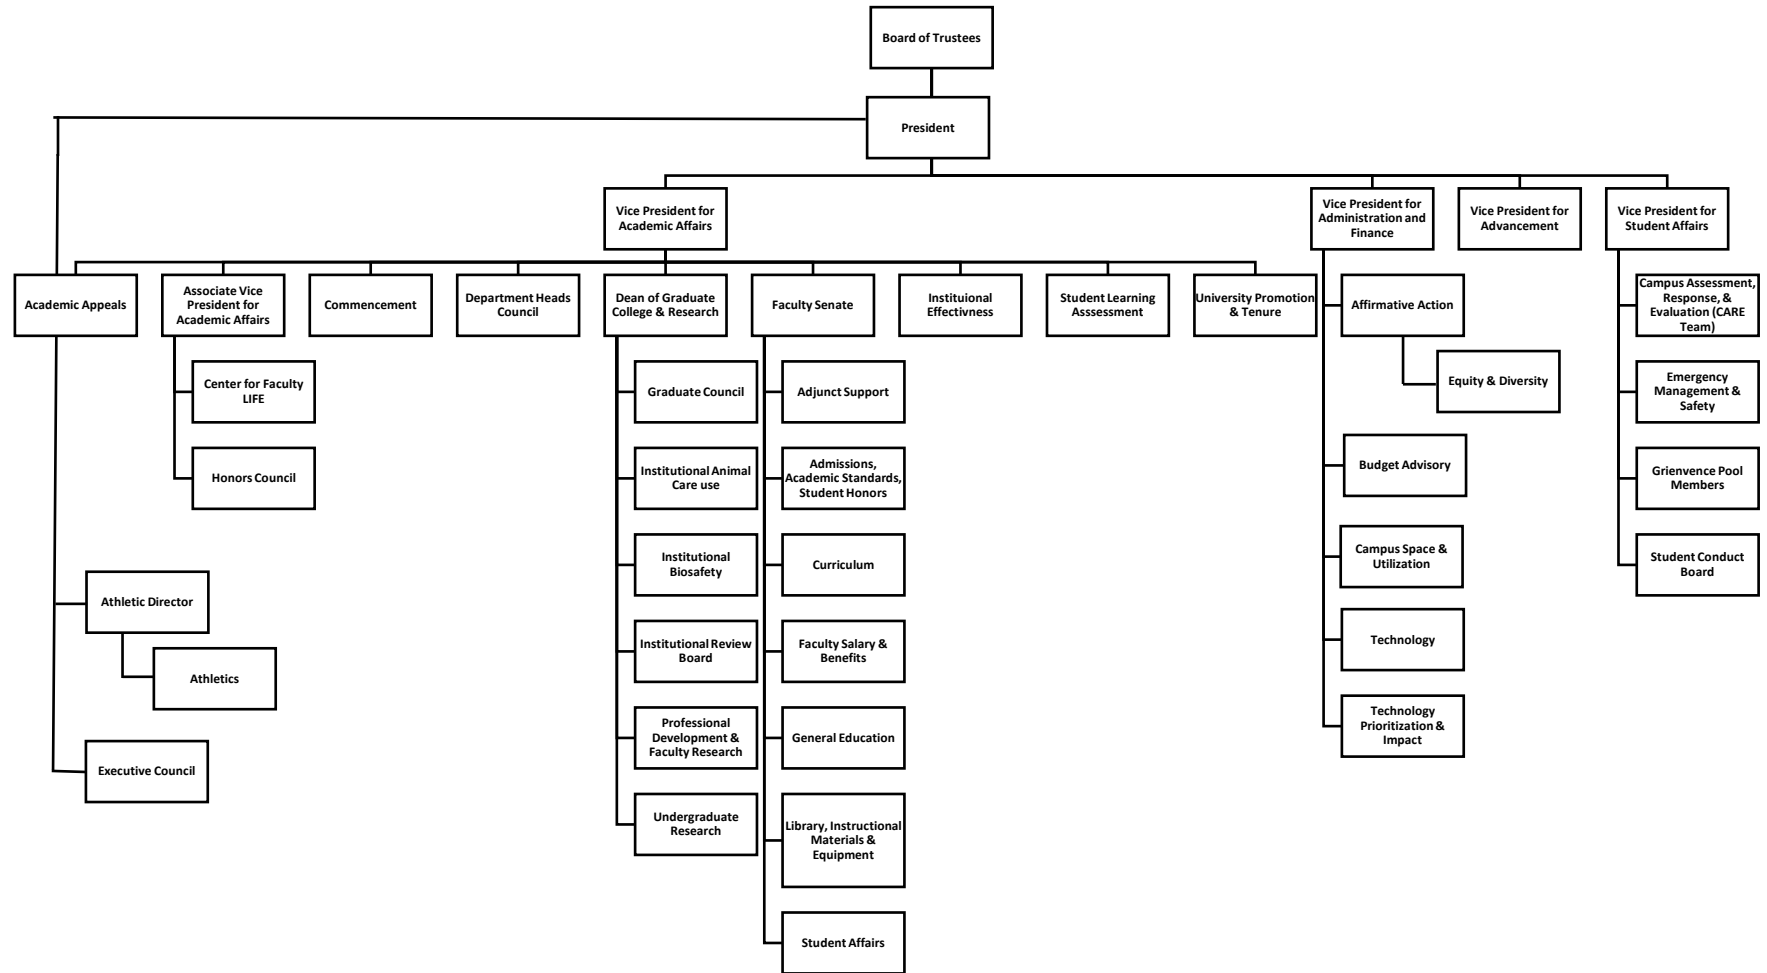 Board of Trustees
President
Vice President for
Academic Affairs
Vice President for
Administration and
Finance
Vice President for
Advancement
Vice President for
Student Affairs
Academic Appeals
Associate Vice
President for
Academic Affairs
Commencement
Department Heads
Council
Dean of Graduate
College & Research
Faculty Senate
Instituional
Effectivness
Student Learning
Asssessment
University Promotion
& Tenure
Affirmative Action
Campus Assessment,
Response, &
Evaluation (CARE
Team)
Center for Faculty
LIFE
Graduate Council
Adjunct Support
Equity & Diversity
Emergency
Management &
Safety
Honors Council
Institutional Animal
Care use
Admissions,
Academic Standards,
Student Honors
Budget Advisory
Grienvence Pool
Members
Institutional
Biosafety
Curriculum
Campus Space &
Utilization
Student Conduct
Board
Athletic Director
Institutional Review
Board
Faculty Salary &
Benefits
Technology
Athletics
Professional
Development &
Faculty Research
General Education
Technology
Prioritization &
Impact
Executive Council
Undergraduate
Research
Library, Instructional
Materials &
Equipment
Student Affairs